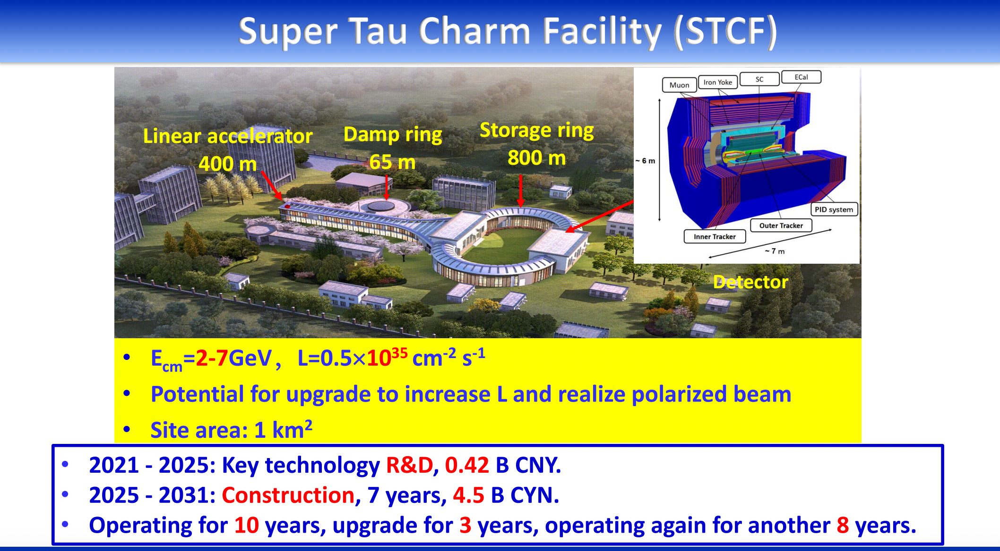 Super Tau Charm Facility (STCF)
Linear accelerator
400 m
Damp ring
65 m
Storage ring
800 m
Muon
Iron Yoke
SC
ECal
~ 6 m
PID system
Outer Tracker
Inner Tracker
~ 7 m
Detector
• E_cm=2-7GeV， L=0.5×10³⁵ cm⁻² s⁻¹
• Potential for upgrade to increase L and realize polarized beam
• Site area: 1 km²
• 2021 - 2025: Key technology R&D, 0.42 B CNY.
• 2025 - 2031: Construction, 7 years, 4.5 B CYN.
• Operating for 10 years, upgrade for 3 years, operating again for another 8 years.